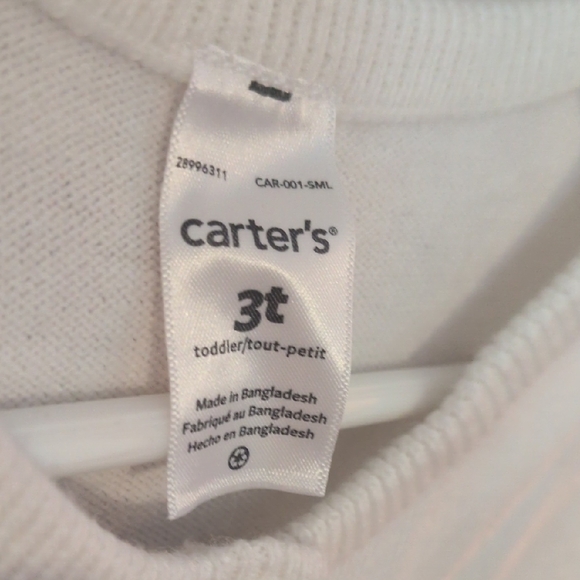 28996311
CAR-001-SML
carter's®
3t
toddler/tout-petit
Made in Bangladesh
Fabriqué au Bangladesh
Hecho en Bangladesh